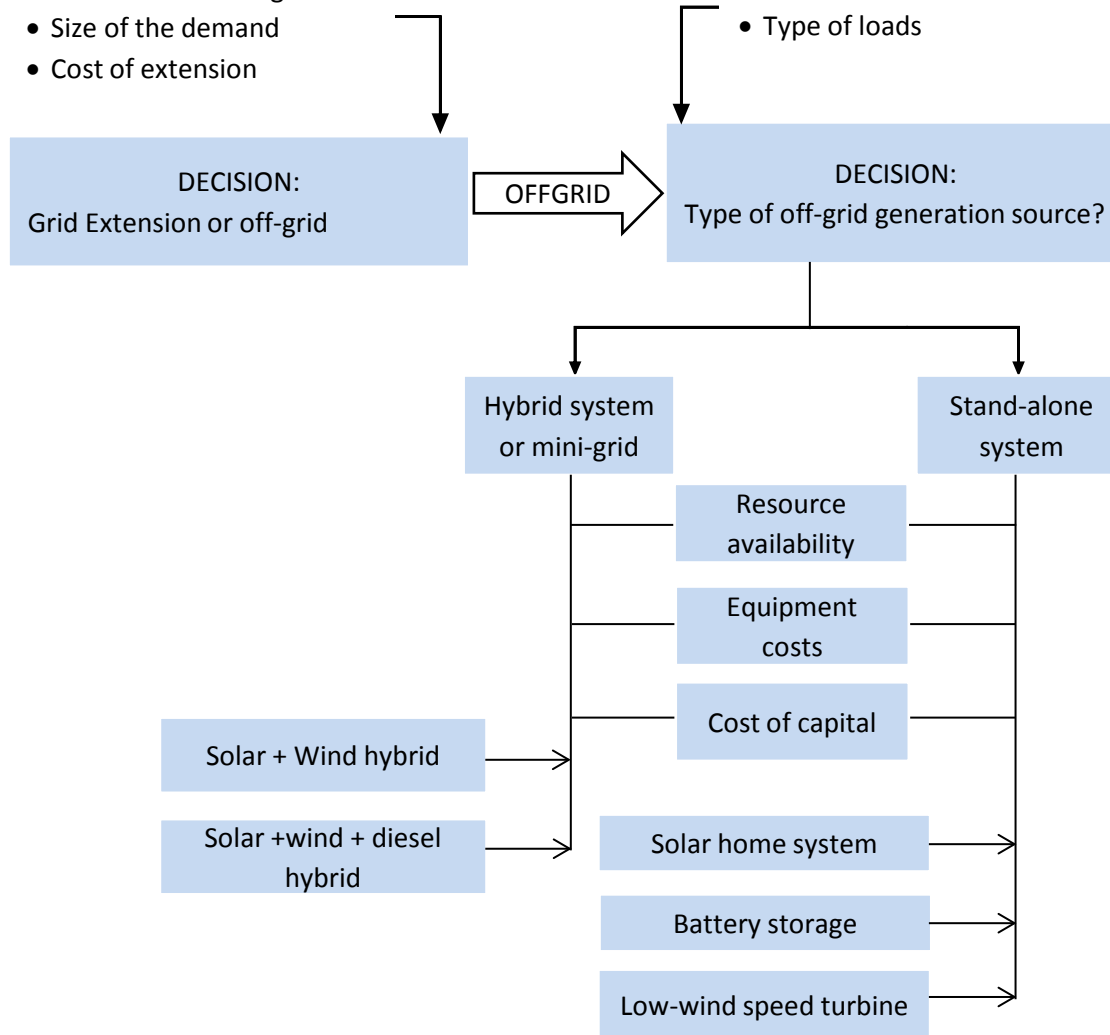 • Size of the demand
• Cost of extension
• Type of loads
DECISION:
Grid Extension or off-grid
OFFGRID
DECISION:
Type of off-grid generation source?
Hybrid system
or mini-grid
Stand-alone
system
Resource
availability
Equipment
costs
Cost of capital
Solar + Wind hybrid
Solar +wind + diesel
hybrid
Solar home system
Battery storage
Low-wind speed turbine